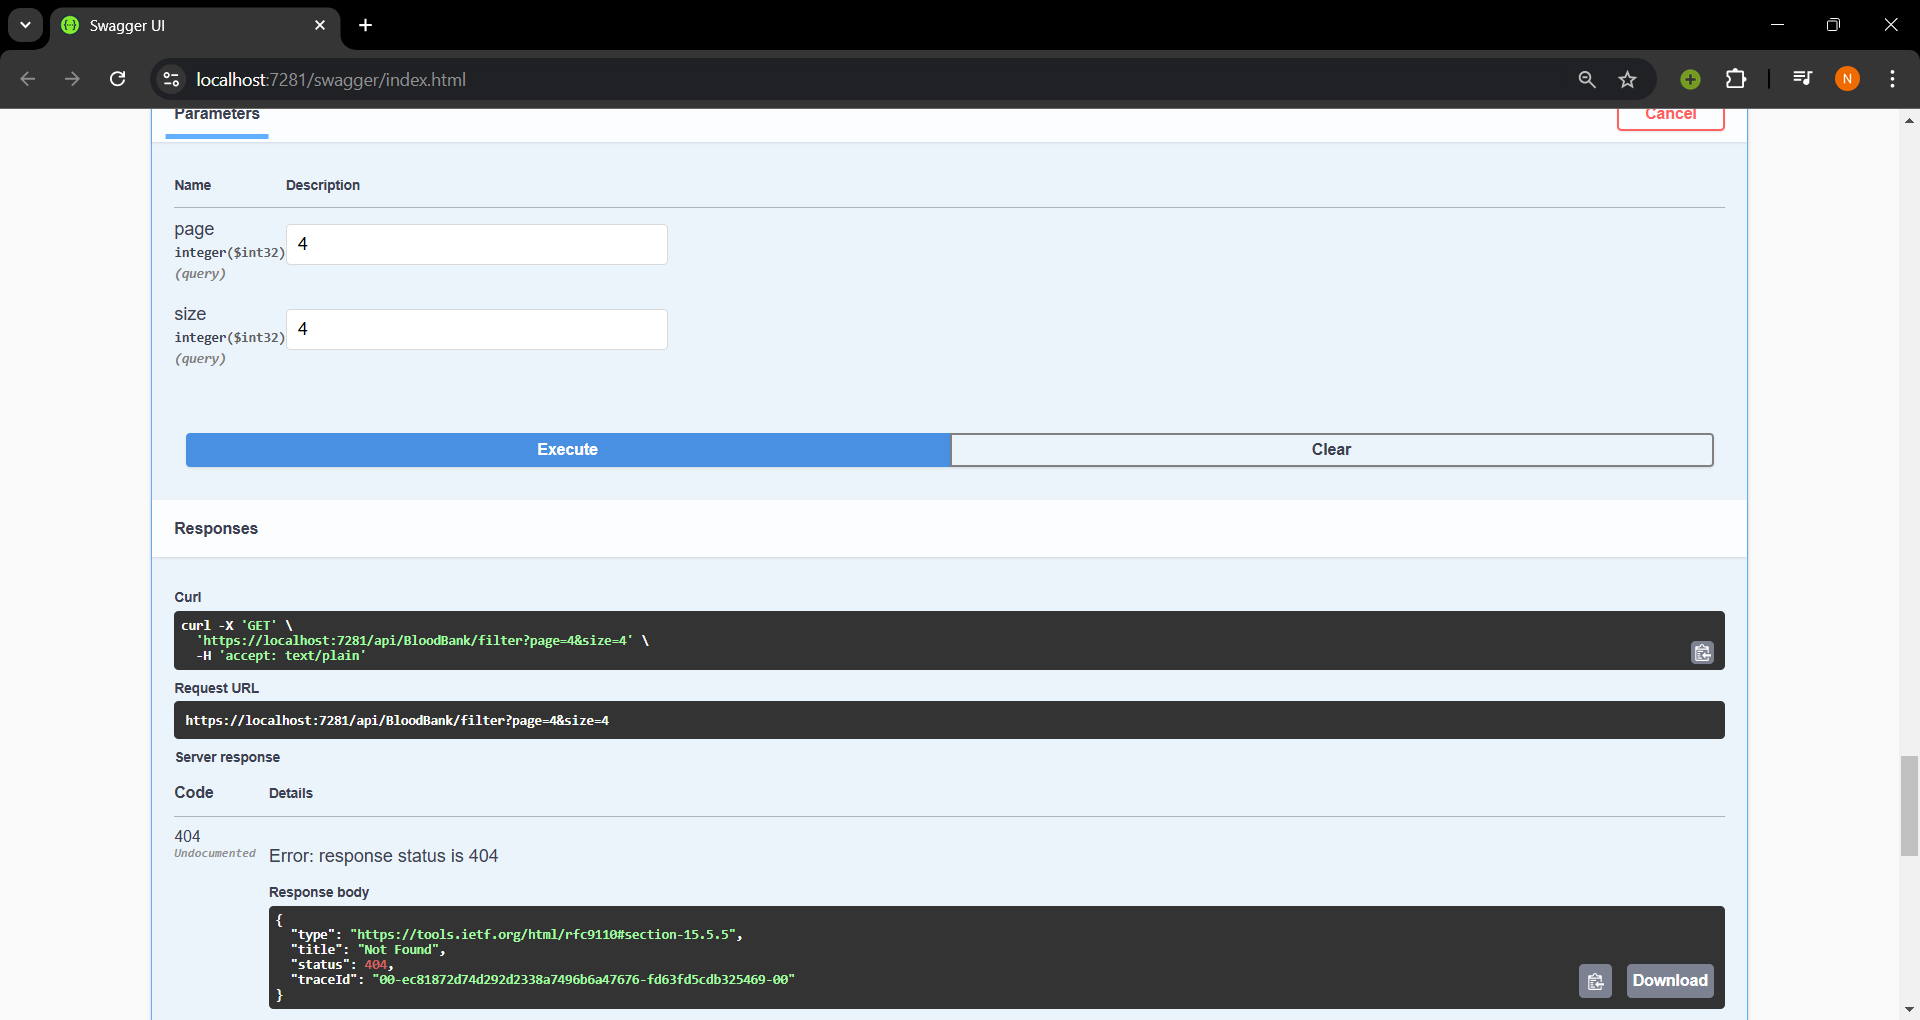 Swagger UI
localhost:7281/swagger/index.html
N
Parameters
Cancel
Name Description
page
integer($int32)
(query)
4
size
integer($int32)
(query)
4
Execute
Clear
Responses
Curl
curl -X 'GET' \
'https://localhost:7281/api/BloodBank/filter?page=4&size=4' \
-H 'accept: text/plain'
Request URL
https://localhost:7281/api/BloodBank/filter?page=4&size=4
Server response
Code Details
404
Undocumented
Error: response status is 404
Response body
{
"type": "https://tools.ietf.org/html/rfc9110#section-15.5.5",
"title": "Not Found",
"status": 404,
"traceId": "00-ec81872d74d292d2338a7496b6a47676-fd63fd5cdb325469-00"
}
Download